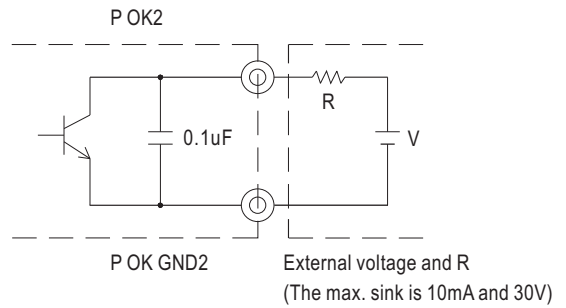 P OK2
R
0.1uF
V
P OK GND2
External voltage and R
(The max. sink is 10mA and 30V)